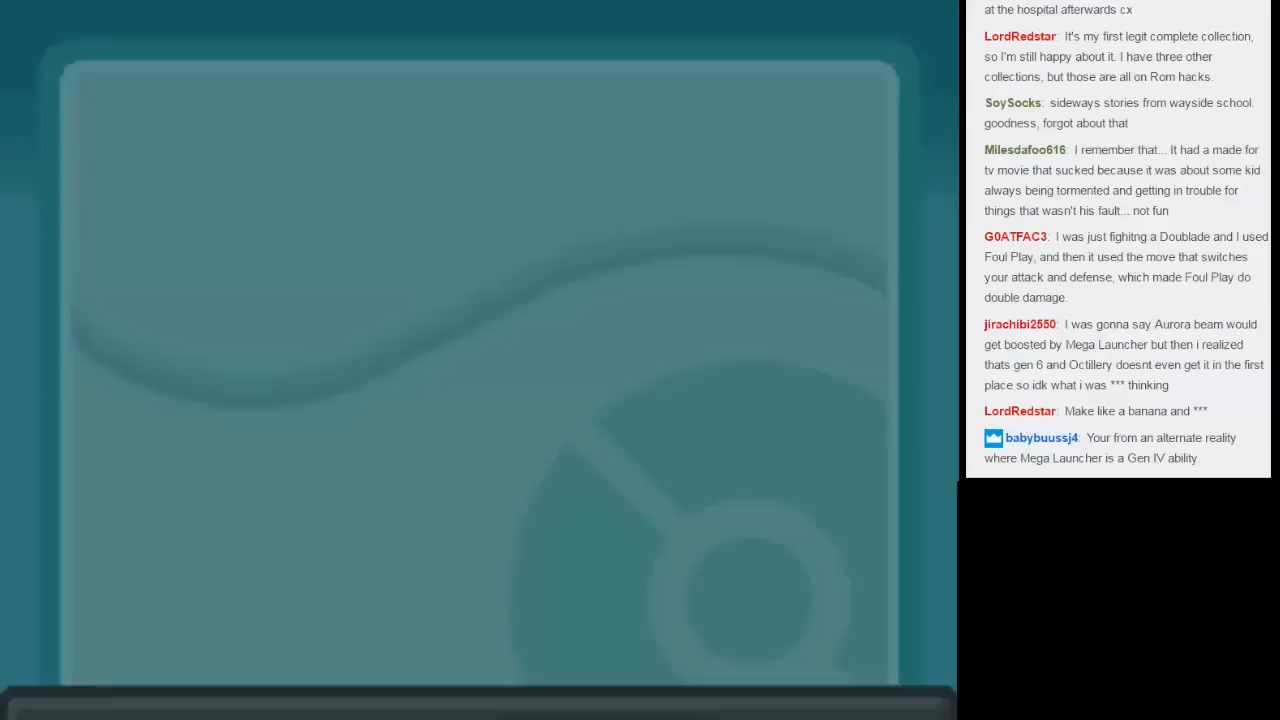 at the hospital afterwards cx
LordRedstar: It's my first legit complete collection,
so I'm still happy about it. I have three other
collections, but those are all on Rom hacks.
SoySocks: sideways stories from wayside school.
goodness, forgot about that
Milesdafoo616: I remember that... It had a made for
tv movie that sucked because it was about some kid
always being tormented and getting in trouble for
things that wasn't his fault... not fun
G0ATFAC3: I was just fighitng a Doublade and I used
Foul Play, and then it used the move that switches
your attack and defense, which made Foul Play do
double damage.
jirachibi2550: I was gonna say Aurora beam would
get boosted by Mega Launcher but then i realized
thats gen 6 and Octillery doesnt even get it in the first
place so idk what i was *** thinking
LordRedstar: Make like a banana and ***
babybuussj4: Your from an alternate reality
where Mega Launcher is a Gen IV ability.